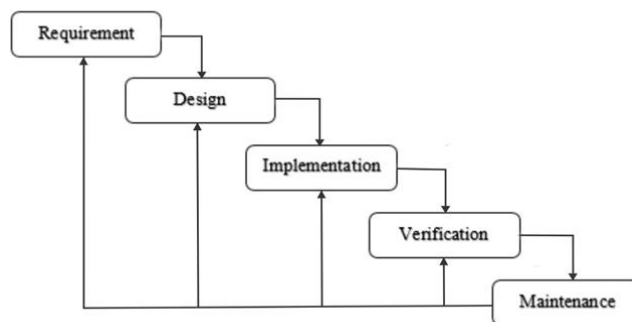 Requirement
Design
Implementation
Verification
Maintenance